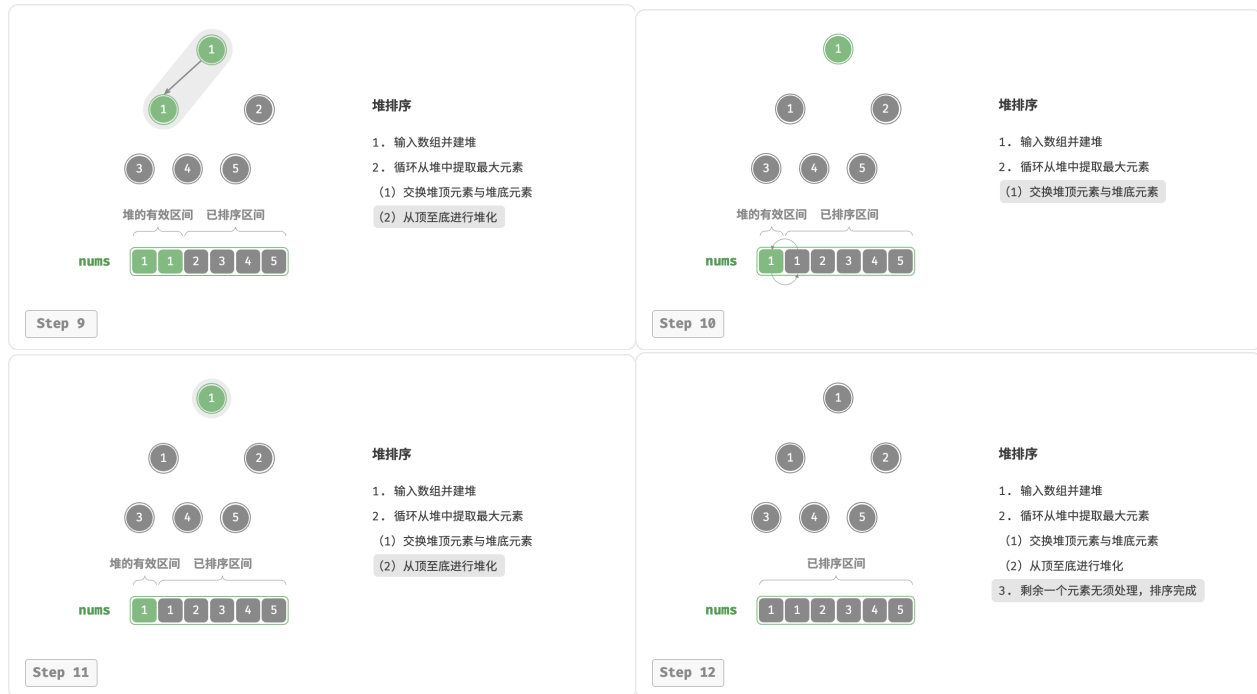 1
1
2
3
4
5
堆的有效区间 已排序区间
nums 1 1 2 3 4 5
堆排序
1. 输入数组并建堆
2. 循环从堆中提取最大元素
（1）交换堆顶元素与堆底元素
（2）从顶至底进行堆化
Step 9
1
1 2
3 4 5
堆的有效区间 已排序区间
nums 1 1 2 3 4 5
堆排序
1. 输入数组并建堆
2. 循环从堆中提取最大元素
（1）交换堆顶元素与堆底元素
Step 10
1
1 2
3 4 5
堆的有效区间 已排序区间
nums 1 1 2 3 4 5
堆排序
1. 输入数组并建堆
2. 循环从堆中提取最大元素
（1）交换堆顶元素与堆底元素
（2）从顶至底进行堆化
Step 11
1
1 2
3 4 5
已排序区间
nums 1 1 2 3 4 5
堆排序
1. 输入数组并建堆
2. 循环从堆中提取最大元素
（1）交换堆顶元素与堆底元素
（2）从顶至底进行堆化
3. 剩余一个元素无须处理，排序完成
Step 12